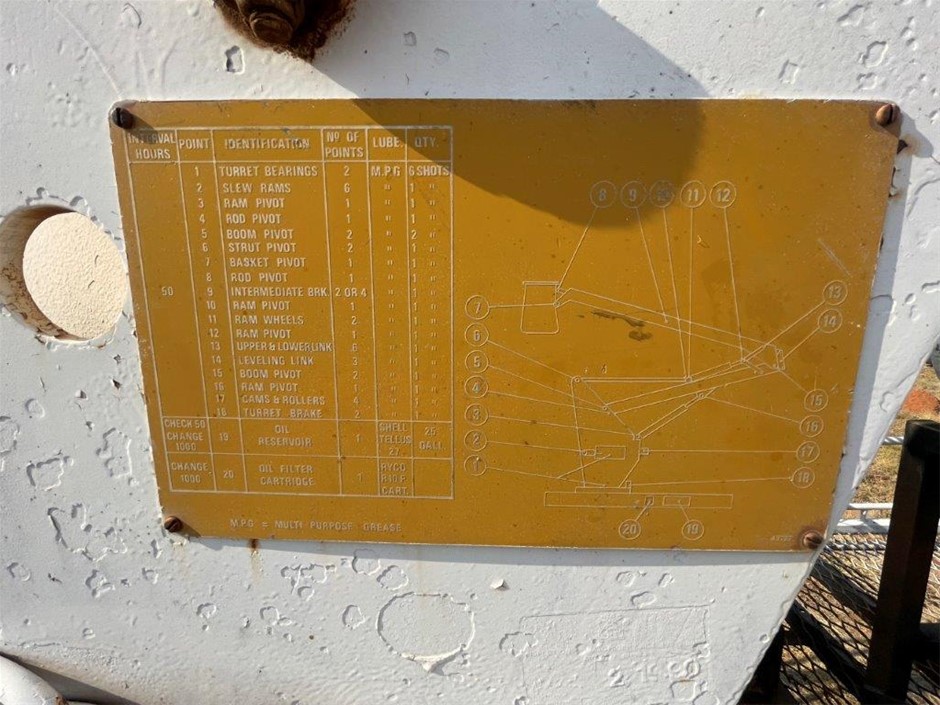 INTERVAL HOURS POINT IDENTIFICATION Nº OF POINTS LUBE. QTY.
1 TURRET BEARINGS 2 M.P.G 6 SHOTS
2 SLEW RAMS 6 " 1 "
3 RAM PIVOT 1 " 1 "
4 ROD PIVOT 1 " 1 "
5 BOOM PIVOT 2 " 2 "
6 STRUT PIVOT 2 " 1 "
7 BASKET PIVOT 1 " 1 "
8 ROD PIVOT 1 " 1 "
50 9 INTERMEDIATE BRK. 2 OR 4 " 1 "
10 RAM PIVOT 1 " 1 "
11 RAM WHEELS 2 " 1 "
12 RAM PIVOT 1 " 1 "
13 UPPER & LOWER LINK 6 " 1 "
14 LEVELING LINK 3 " 1 "
15 BOOM PIVOT 2 " 1 "
16 RAM PIVOT 1 " 1 "
17 CAMS & ROLLERS 4 " 1 "
18 TURRET BRAKE 2 " 1 "
CHECK 50 CHANGE 1000 19 OIL RESERVOIR 1 SHELL TELLUS 27 25 GALL.
CHANGE 1000 20 OIL FILTER CARTRIDGE 1 RYCO CART.
M.P.G = MULTI PURPOSE GREASE
8 9 10 11 12
7
6
5
4
3
2
1
13
14
15
16
17
18
20 19